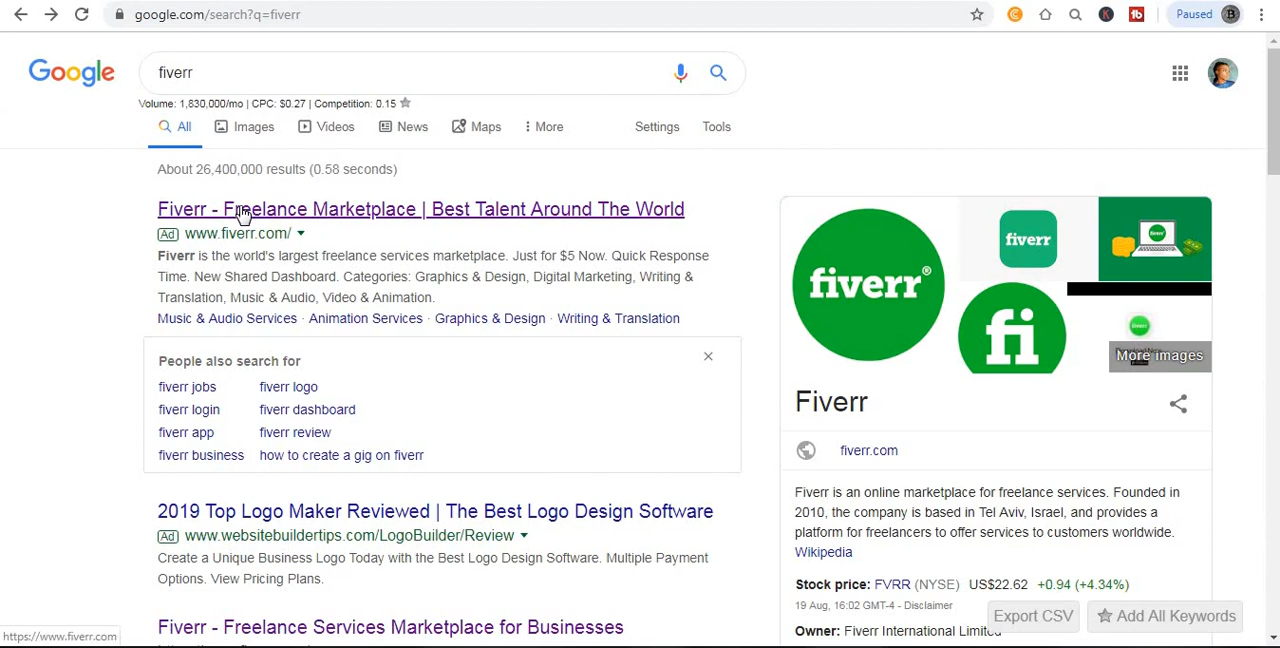 google.com/search?q=fiverr
Paused
Google
fiverr
Volume: 1,830,000/mo | CPC: $0.27 | Competition: 0.15
All Images Videos News Maps More Settings Tools
About 26,400,000 results (0.58 seconds)
Fiverr - Freelance Marketplace | Best Talent Around The World
Ad www.fiverr.com/
Fiverr is the world's largest freelance services marketplace. Just for $5 Now. Quick Response
Time. New Shared Dashboard. Categories: Graphics & Design, Digital Marketing, Writing &
Translation, Music & Audio, Video & Animation.
Music & Audio Services · Animation Services · Graphics & Design · Writing & Translation
People also search for
fiverr jobs fiverr logo
fiverr login fiverr dashboard
fiverr app fiverr review
fiverr business how to create a gig on fiverr
2019 Top Logo Maker Reviewed | The Best Logo Design Software
Ad www.websitebuildertips.com/LogoBuilder/Review
Create a Unique Business Logo Today with the Best Logo Design Software. Multiple Payment
Options. View Pricing Plans.
Fiverr - Freelance Services Marketplace for Businesses
https://www.fiverr.com
fiverr®
fiverr
fiverr
fi
More images
Fiverr
fiverr.com
Fiverr is an online marketplace for freelance services. Founded in
2010, the company is based in Tel Aviv, Israel, and provides a
platform for freelancers to offer services to customers worldwide.
Wikipedia
Stock price: FVRR (NYSE) US$22.62 +0.94 (+4.34%)
19 Aug, 16:02 GMT-4 - Disclaimer
Export CSV Add All Keywords
Owner: Fiverr International Limited